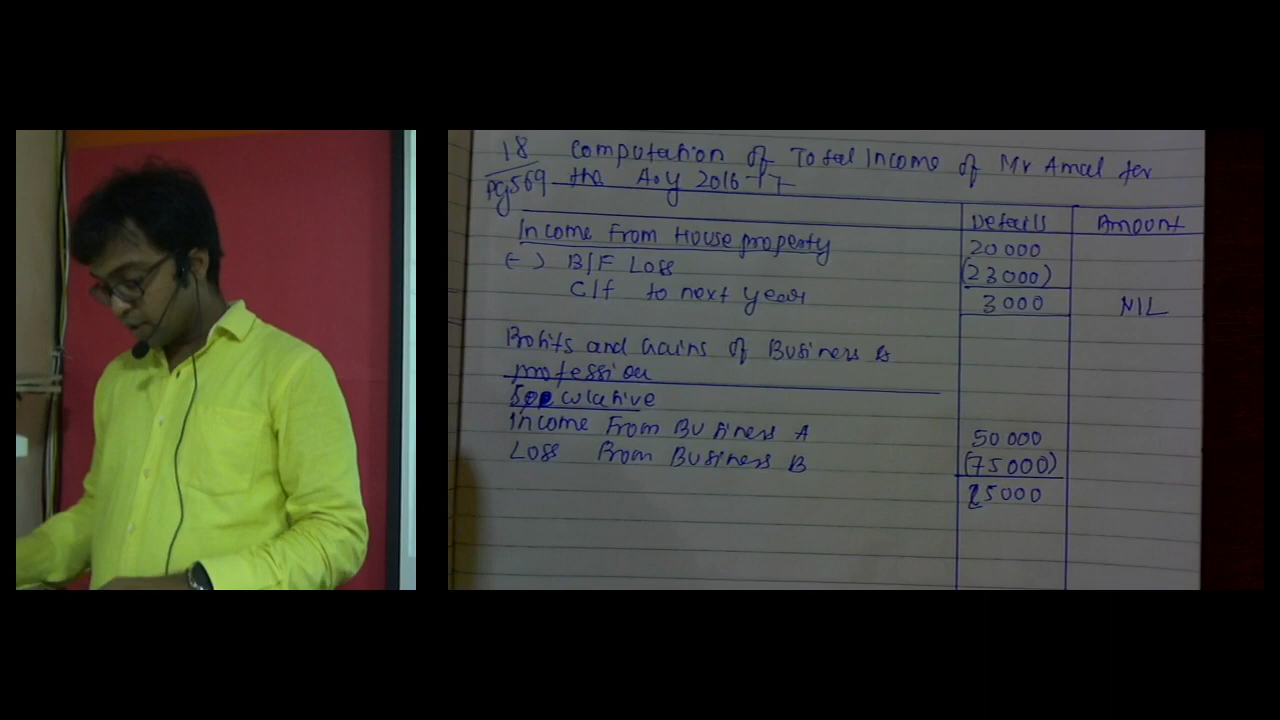 18 Computation of Total Income of Mr Amal for
Pg569 the A.Y 2016-17
Details Amount
Income From House property 20000
(-) B/F Loss (23000)
C/f to next year 3000 NIL
Profits and Gains of Business &
profession
Speculative
Income From Business A 50000
Loss From Business B (75000)
25000